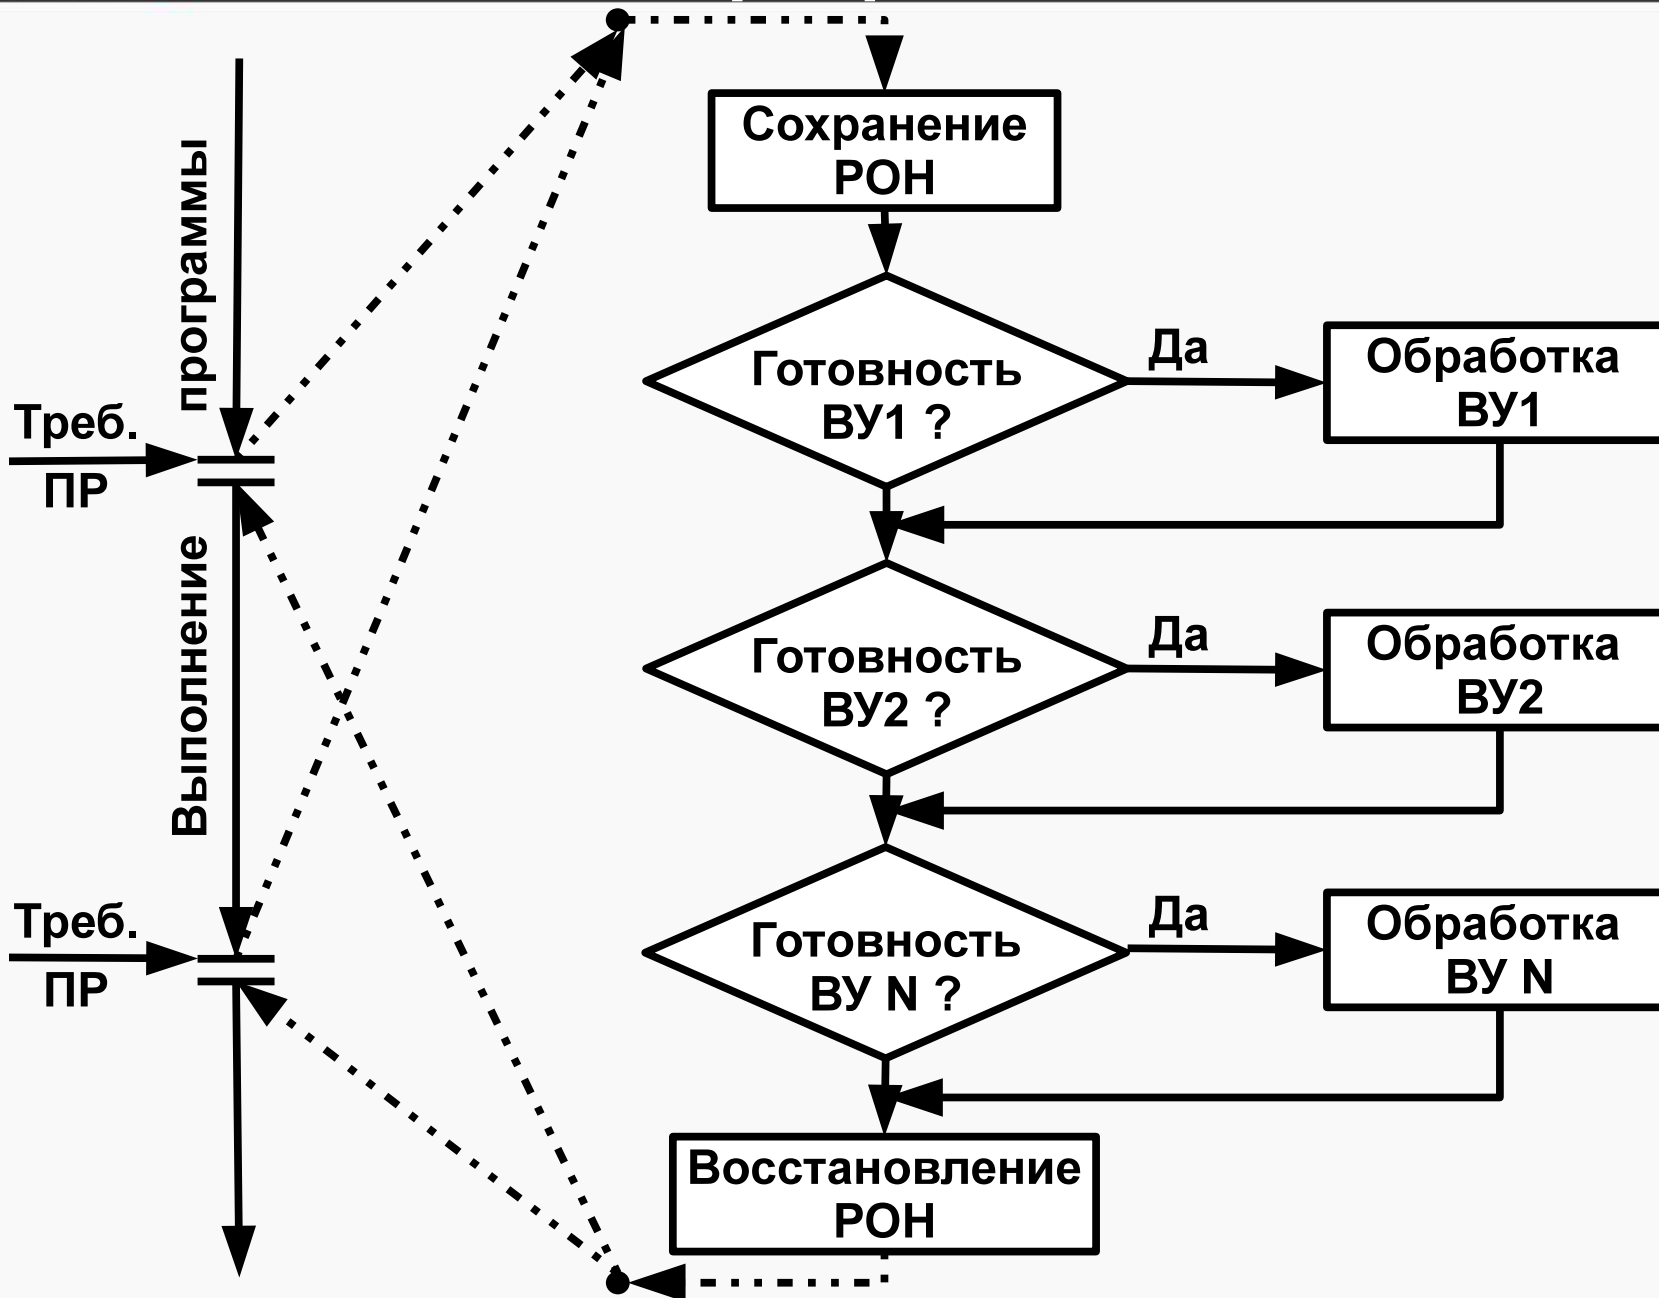 Сохранение
РОН
программы
Готовность
ВУ1 ?
Да
Обработка
ВУ1
Треб.
ПР
Выполнение
Готовность
ВУ2 ?
Да
Обработка
ВУ2
Треб.
ПР
Готовность
ВУ N ?
Да
Обработка
ВУ N
Восстановление
РОН